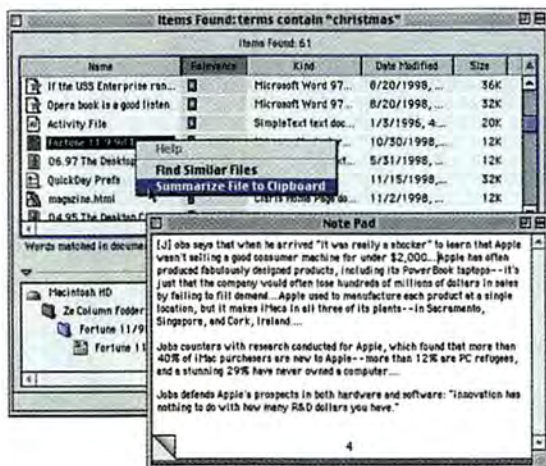 Items Found: terms contain "christmas"
Items Found: 61
Name Relevance Kind Date Modified Size
If the USS Enterprise ran... Microsoft Word 97... 8/20/1998, ... 36K
Opera book is a good listen Microsoft Word 97... 8/20/1998, ... 32K
Activity File SimpleText text doc... 1/3/1996, 4... 20K
Fortune 11/9 10/30/1998, ... 12K
06.97 The Desktop 5/31/1998, ... 12K
QuickDay Prefs 11/15/1998, ... 32K
magazine.html Claris Home Page do... 11/2/1998, ... 12K
04.95 The Desktop C
Help
Find Similar Files
Summarize File to Clipboard
Words matched in docume
Macintosh HD
Ze Column Fodder
Fortune 11/9
Fortune 11
Note Pad
[J] obs says that when he arrived "it was really a shocker" to learn that Apple
wasn't selling a good consumer machine for under $2,000...Apple has often
produced fabulously designed products, including its PowerBook laptops--it's
just that the company would often lose hundreds of millions of dollars in sales
by failing to fill demand....Apple used to manufacture each product at a single
location, but it makes iMacs in all three of its plants--in Sacramento,
Singapore, and Cork, Ireland....
Jobs counters with research conducted for Apple, which found that more than
40% of iMac purchasers are new to Apple--more than 12% are PC refugees,
and a stunning 29% have never owned a computer....
Jobs defends Apple's prospects in both hardware and software: "innovation has
nothing to do with how many R&D dollars you have."
4